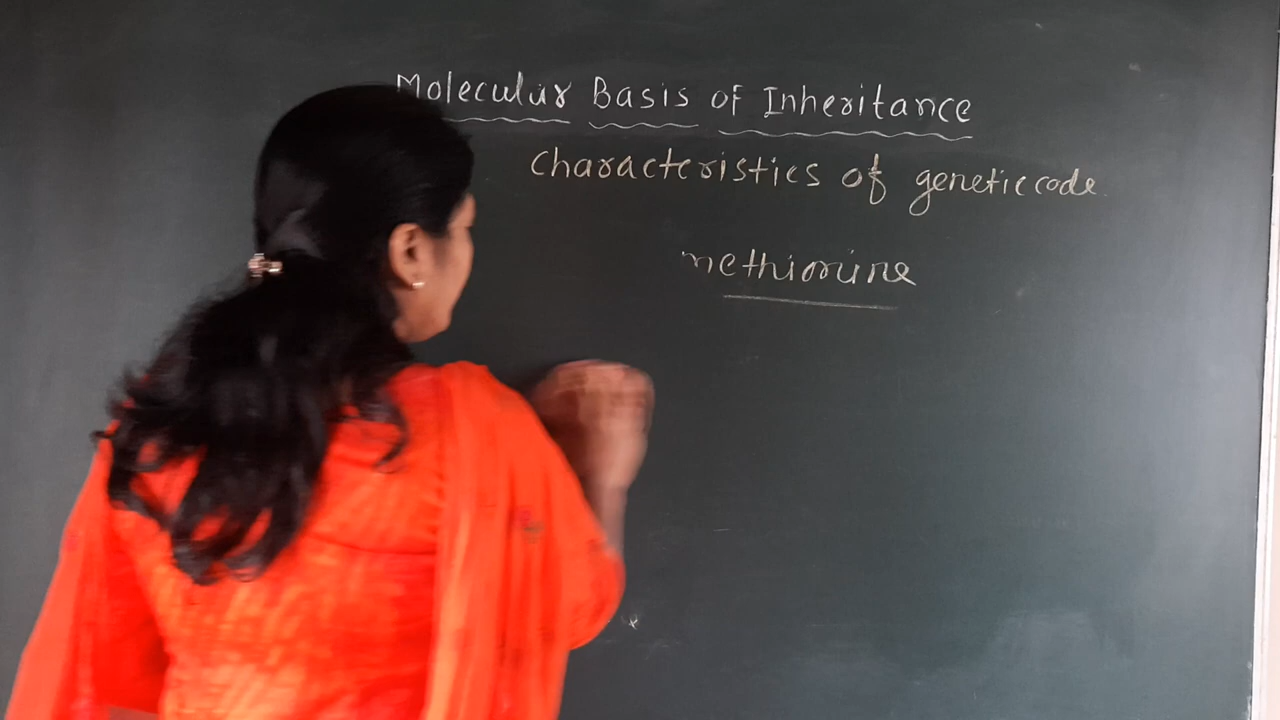 Molecular Basis of Inheritance
Characteristics of genetic code
methionine